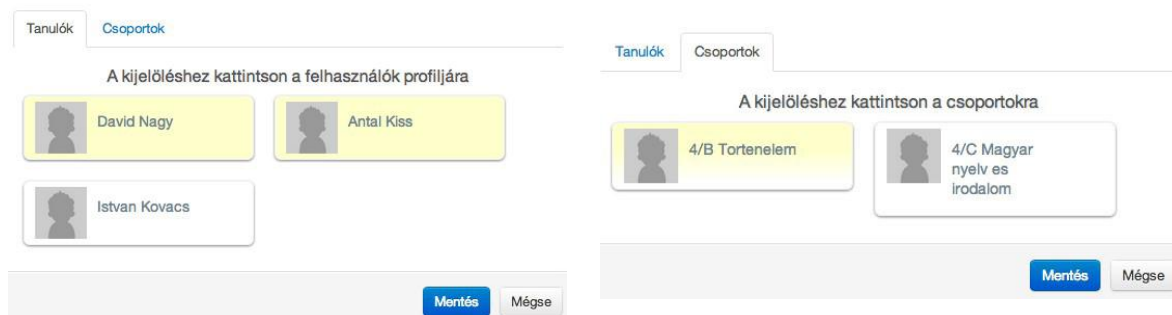 Tanulók Csoportok
A kijelöléshez kattintson a felhasználók profiljára
David Nagy
Antal Kiss
Istvan Kovacs
Mentés Mégse
Tanulók Csoportok
A kijelöléshez kattintson a csoportokra
4/B Tortenelem
4/C Magyar
nyelv es
irodalom
Mentés Mégse